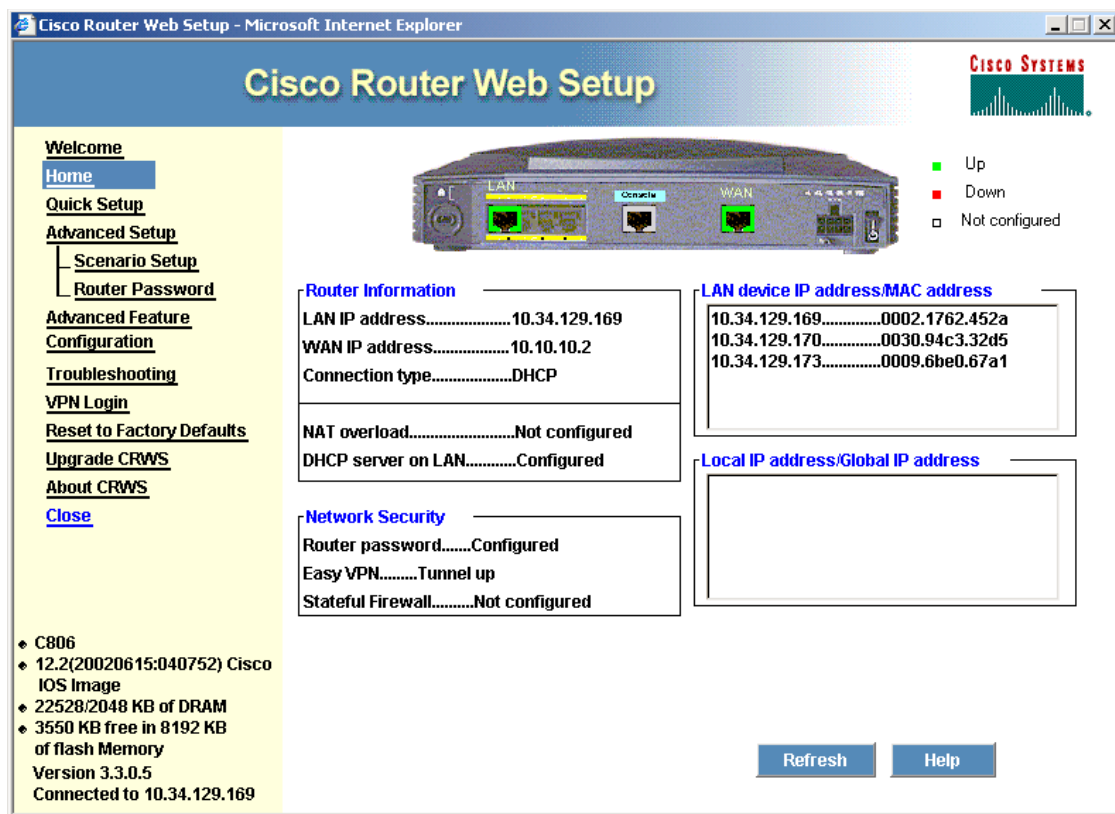 Cisco Router Web Setup - Microsoft Internet Explorer
Cisco Router Web Setup
CISCO SYSTEMS
Welcome
Home
Quick Setup
Advanced Setup
Scenario Setup
Router Password
Advanced Feature
Configuration
Troubleshooting
VPN Login
Reset to Factory Defaults
Upgrade CRWS
About CRWS
Close
C806
12.2(20020615:040752) Cisco
IOS Image
22528/2048 KB of DRAM
3550 KB free in 8192 KB
of flash Memory
Version 3.3.0.5
Connected to 10.34.129.169
LAN
Console
WAN
Up
Down
Not configured
Router Information
LAN IP address....................10.34.129.169
WAN IP address..................10.10.10.2
Connection type...................DHCP
NAT overload.........................Not configured
DHCP server on LAN............Configured
Network Security
Router password.......Configured
Easy VPN.........Tunnel up
Stateful Firewall..........Not configured
LAN device IP address/MAC address
10.34.129.169..............0002.1762.452a
10.34.129.170..............0030.94c3.32d5
10.34.129.173..............0009.6be0.67a1
Local IP address/Global IP address
Refresh
Help